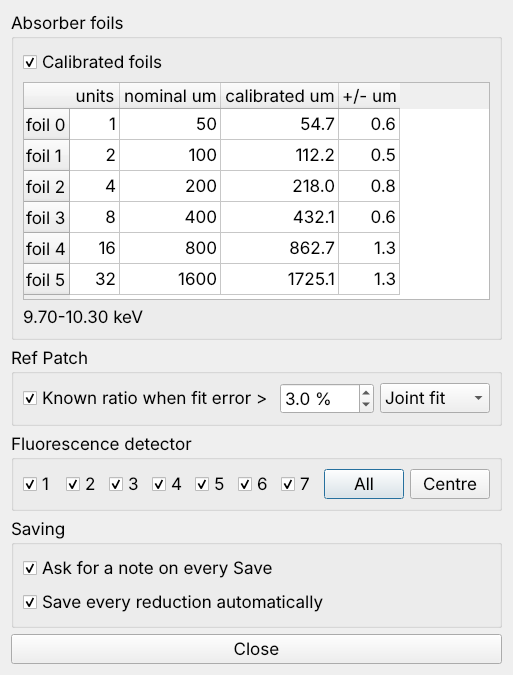 Absorber foils
Calibrated foils
units nominal um calibrated um +/- um
foil 0 1 50 54.7 0.6
foil 1 2 100 112.2 0.5
foil 2 4 200 218.0 0.8
foil 3 8 400 432.1 0.6
foil 4 16 800 862.7 1.3
foil 5 32 1600 1725.1 1.3
9.70-10.30 keV
Ref Patch
Known ratio when fit error > 3.0 % Joint fit
Fluorescence detector
1 2 3 4 5 6 7 All Centre
Saving
Ask for a note on every Save
Save every reduction automatically
Close